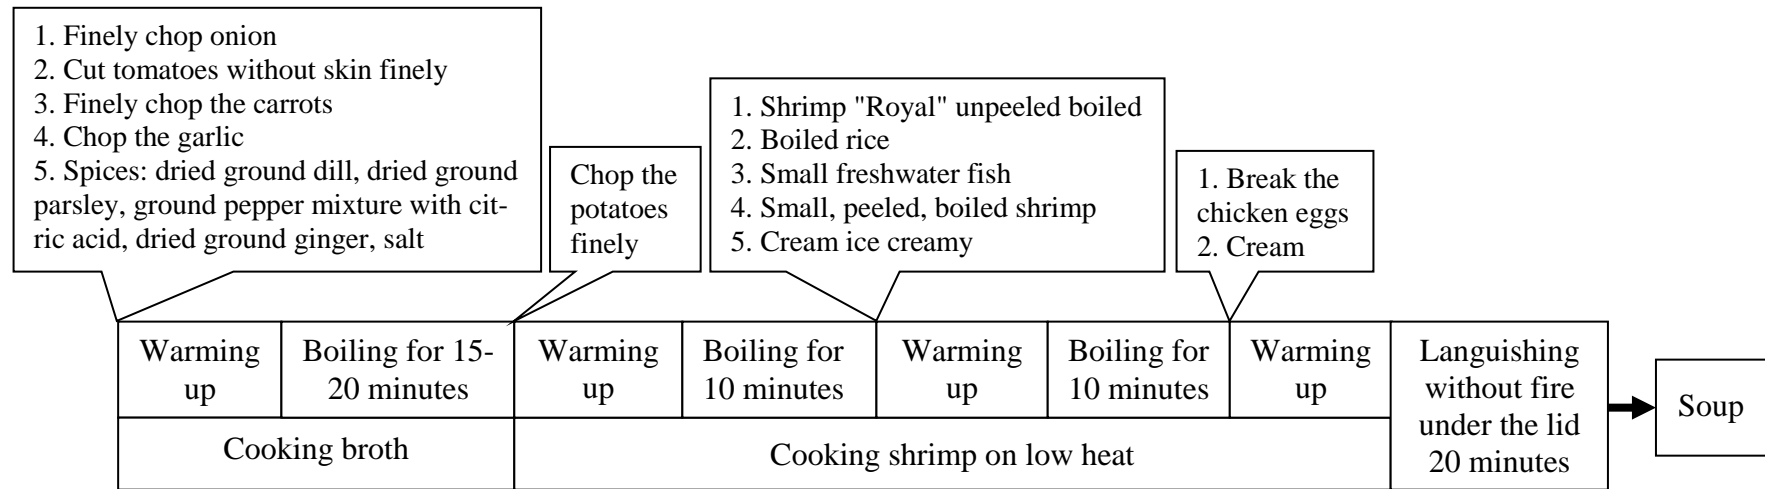 1. Finely chop onion
2. Cut tomatoes without skin finely
3. Finely chop the carrots
4. Chop the garlic
5. Spices: dried ground dill, dried ground
parsley, ground pepper mixture with cit-
ric acid, dried ground ginger, salt
Chop the
potatoes
finely
1. Shrimp "Royal" unpeeled boiled
2. Boiled rice
3. Small freshwater fish
4. Small, peeled, boiled shrimp
5. Cream ice creamy
1. Break the
chicken eggs
2. Cream
Warming
up
Boiling for 15-
20 minutes
Warming
up
Boiling for
10 minutes
Warming
up
Boiling for
10 minutes
Warming
up
Languishing
without fire
under the lid
20 minutes
Soup
Cooking broth
Cooking shrimp on low heat